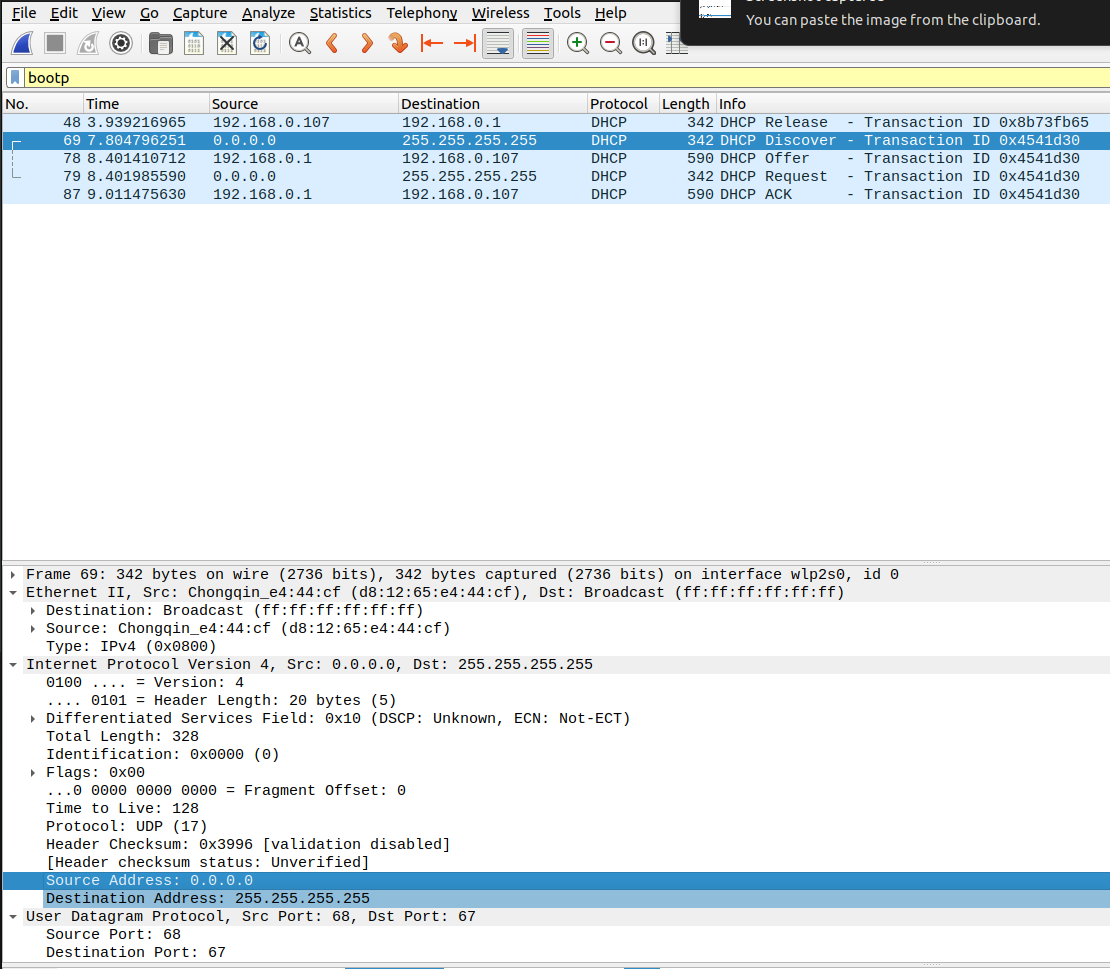 File Edit View Go Capture Analyze Statistics Telephony Wireless Tools Help
You can paste the image from the clipboard.
bootp
No. Time Source Destination Protocol Length Info
48 3.939216965 192.168.0.107 192.168.0.1 DHCP 342 DHCP Release - Transaction ID 0x8b73fb65
69 7.804796251 0.0.0.0 255.255.255.255 DHCP 342 DHCP Discover - Transaction ID 0x4541d30
78 8.401410712 192.168.0.1 192.168.0.107 DHCP 590 DHCP Offer - Transaction ID 0x4541d30
79 8.401985590 0.0.0.0 255.255.255.255 DHCP 342 DHCP Request - Transaction ID 0x4541d30
87 9.011475630 192.168.0.1 192.168.0.107 DHCP 590 DHCP ACK - Transaction ID 0x4541d30
Frame 69: 342 bytes on wire (2736 bits), 342 bytes captured (2736 bits) on interface wlp2s0, id 0
Ethernet II, Src: Chongqin_e4:44:cf (d8:12:65:e4:44:cf), Dst: Broadcast (ff:ff:ff:ff:ff:ff)
Destination: Broadcast (ff:ff:ff:ff:ff:ff)
Source: Chongqin_e4:44:cf (d8:12:65:e4:44:cf)
Type: IPv4 (0x0800)
Internet Protocol Version 4, Src: 0.0.0.0, Dst: 255.255.255.255
0100 .... = Version: 4
.... 0101 = Header Length: 20 bytes (5)
Differentiated Services Field: 0x10 (DSCP: Unknown, ECN: Not-ECT)
Total Length: 328
Identification: 0x0000 (0)
Flags: 0x00
...0 0000 0000 0000 = Fragment Offset: 0
Time to Live: 128
Protocol: UDP (17)
Header Checksum: 0x3996 [validation disabled]
[Header checksum status: Unverified]
Source Address: 0.0.0.0
Destination Address: 255.255.255.255
User Datagram Protocol, Src Port: 68, Dst Port: 67
Source Port: 68
Destination Port: 67